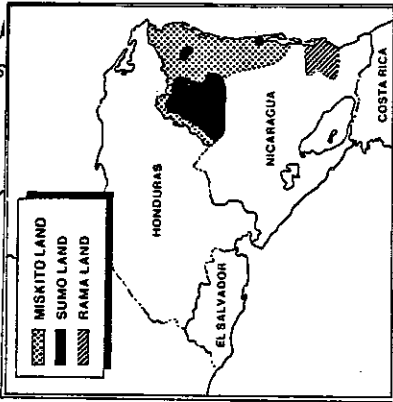 MISKITO LAND
SUMO LAND
RAMA LAND
HONDURAS
NICARAGUA
EL SALVADOR
COSTA RICA